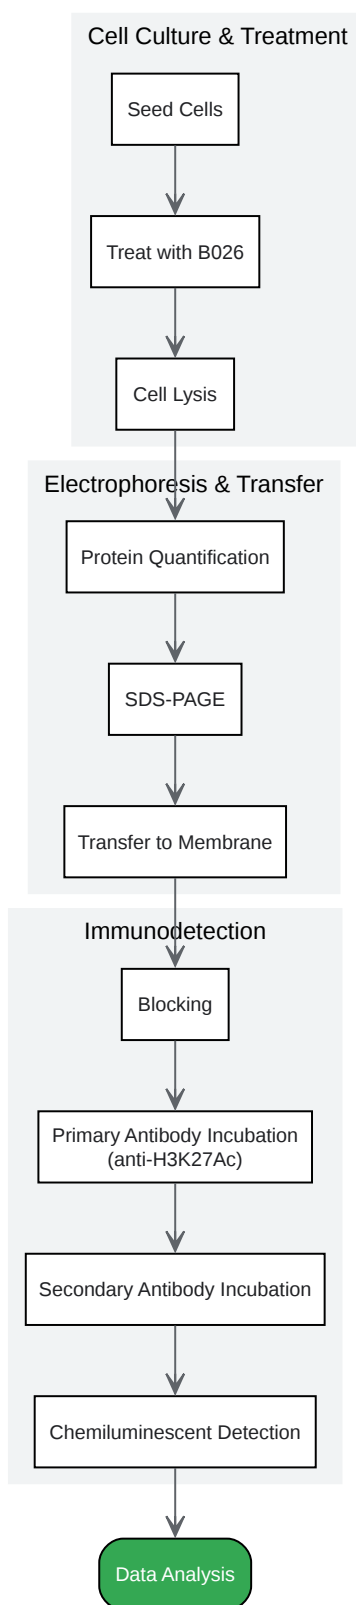 Cell Culture & Treatment
Seed Cells
Treat with B026
Cell Lysis
Electrophoresis & Transfer
Protein Quantification
SDS-PAGE
Transfer to Membrane
Immunodetection
Blocking
Primary Antibody Incubation
(anti-H3K27Ac)
Secondary Antibody Incubation
Chemiluminescent Detection
Data Analysis